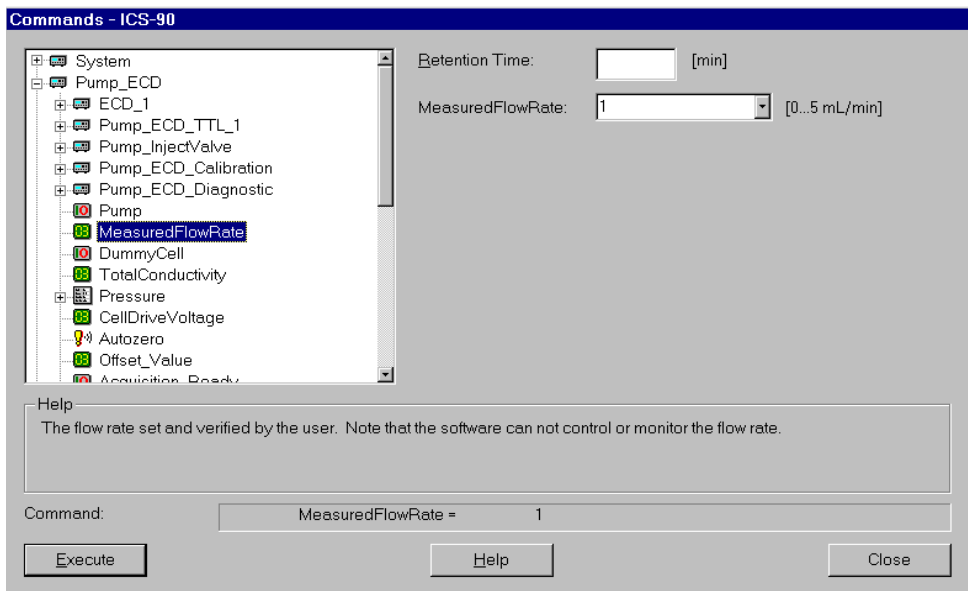 Commands - ICS-90
System
Pump_ECD
ECD_1
Pump_ECD_TTL_1
Pump_InjectValve
Pump_ECD_Calibration
Pump_ECD_Diagnostic
Pump
MeasuredFlowRate
DummyCell
TotalConductivity
Pressure
CellDriveVoltage
Autozero
Offset_Value
Acquisition_Ready
Retention Time: [min]
MeasuredFlowRate: 1 [0...5 mL/min]
Help
The flow rate set and verified by the user. Note that the software can not control or monitor the flow rate.
Command: MeasuredFlowRate = 1
Execute Help Close